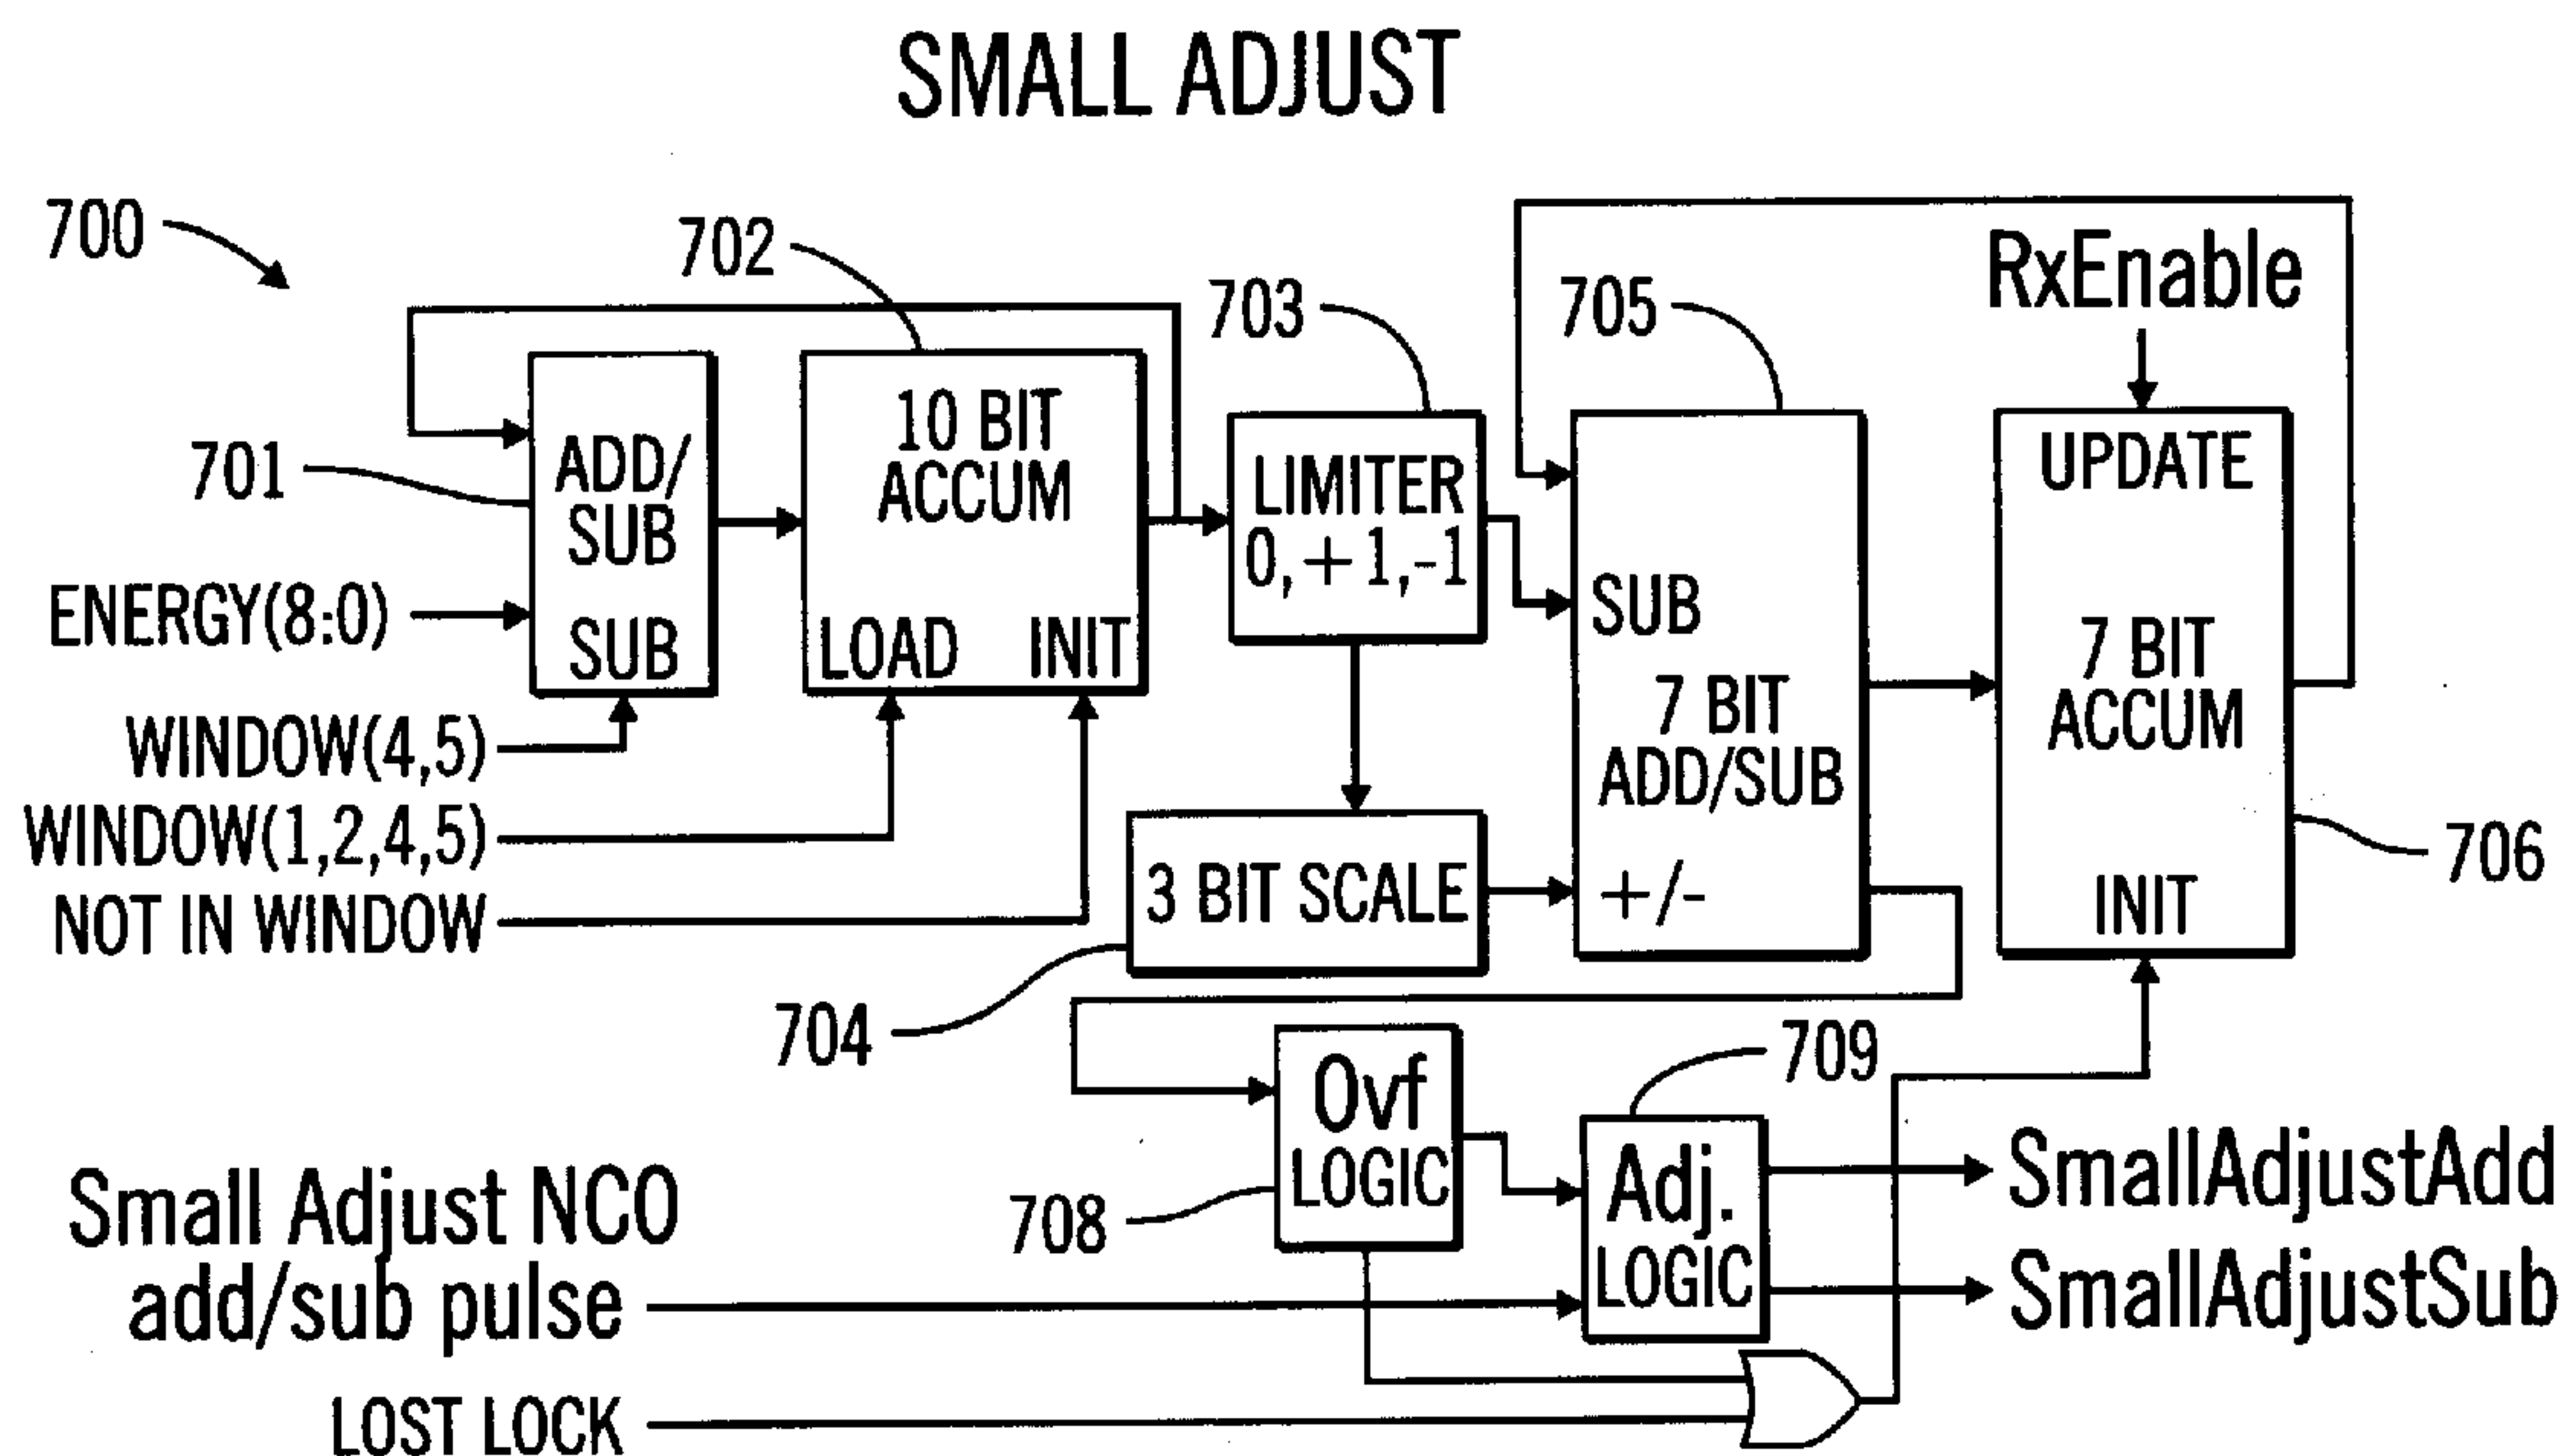 SMALL ADJUST
700
702
703
705
RxEnable
701
ADD/
SUB
SUB
10 BIT
ACCUM
LOAD INIT
LIMITER
0,+1,-1
SUB
7 BIT
ADD/SUB
+/-
UPDATE
7 BIT
ACCUM
INIT
706
ENERGY(8:0)
WINDOW(4,5)
WINDOW(1,2,4,5)
NOT IN WINDOW
3 BIT SCALE
704
Ovf
LOGIC
708
709
Adj.
LOGIC
SmallAdjustAdd
SmallAdjustSub
Small Adjust NCO
add/sub pulse
LOST LOCK